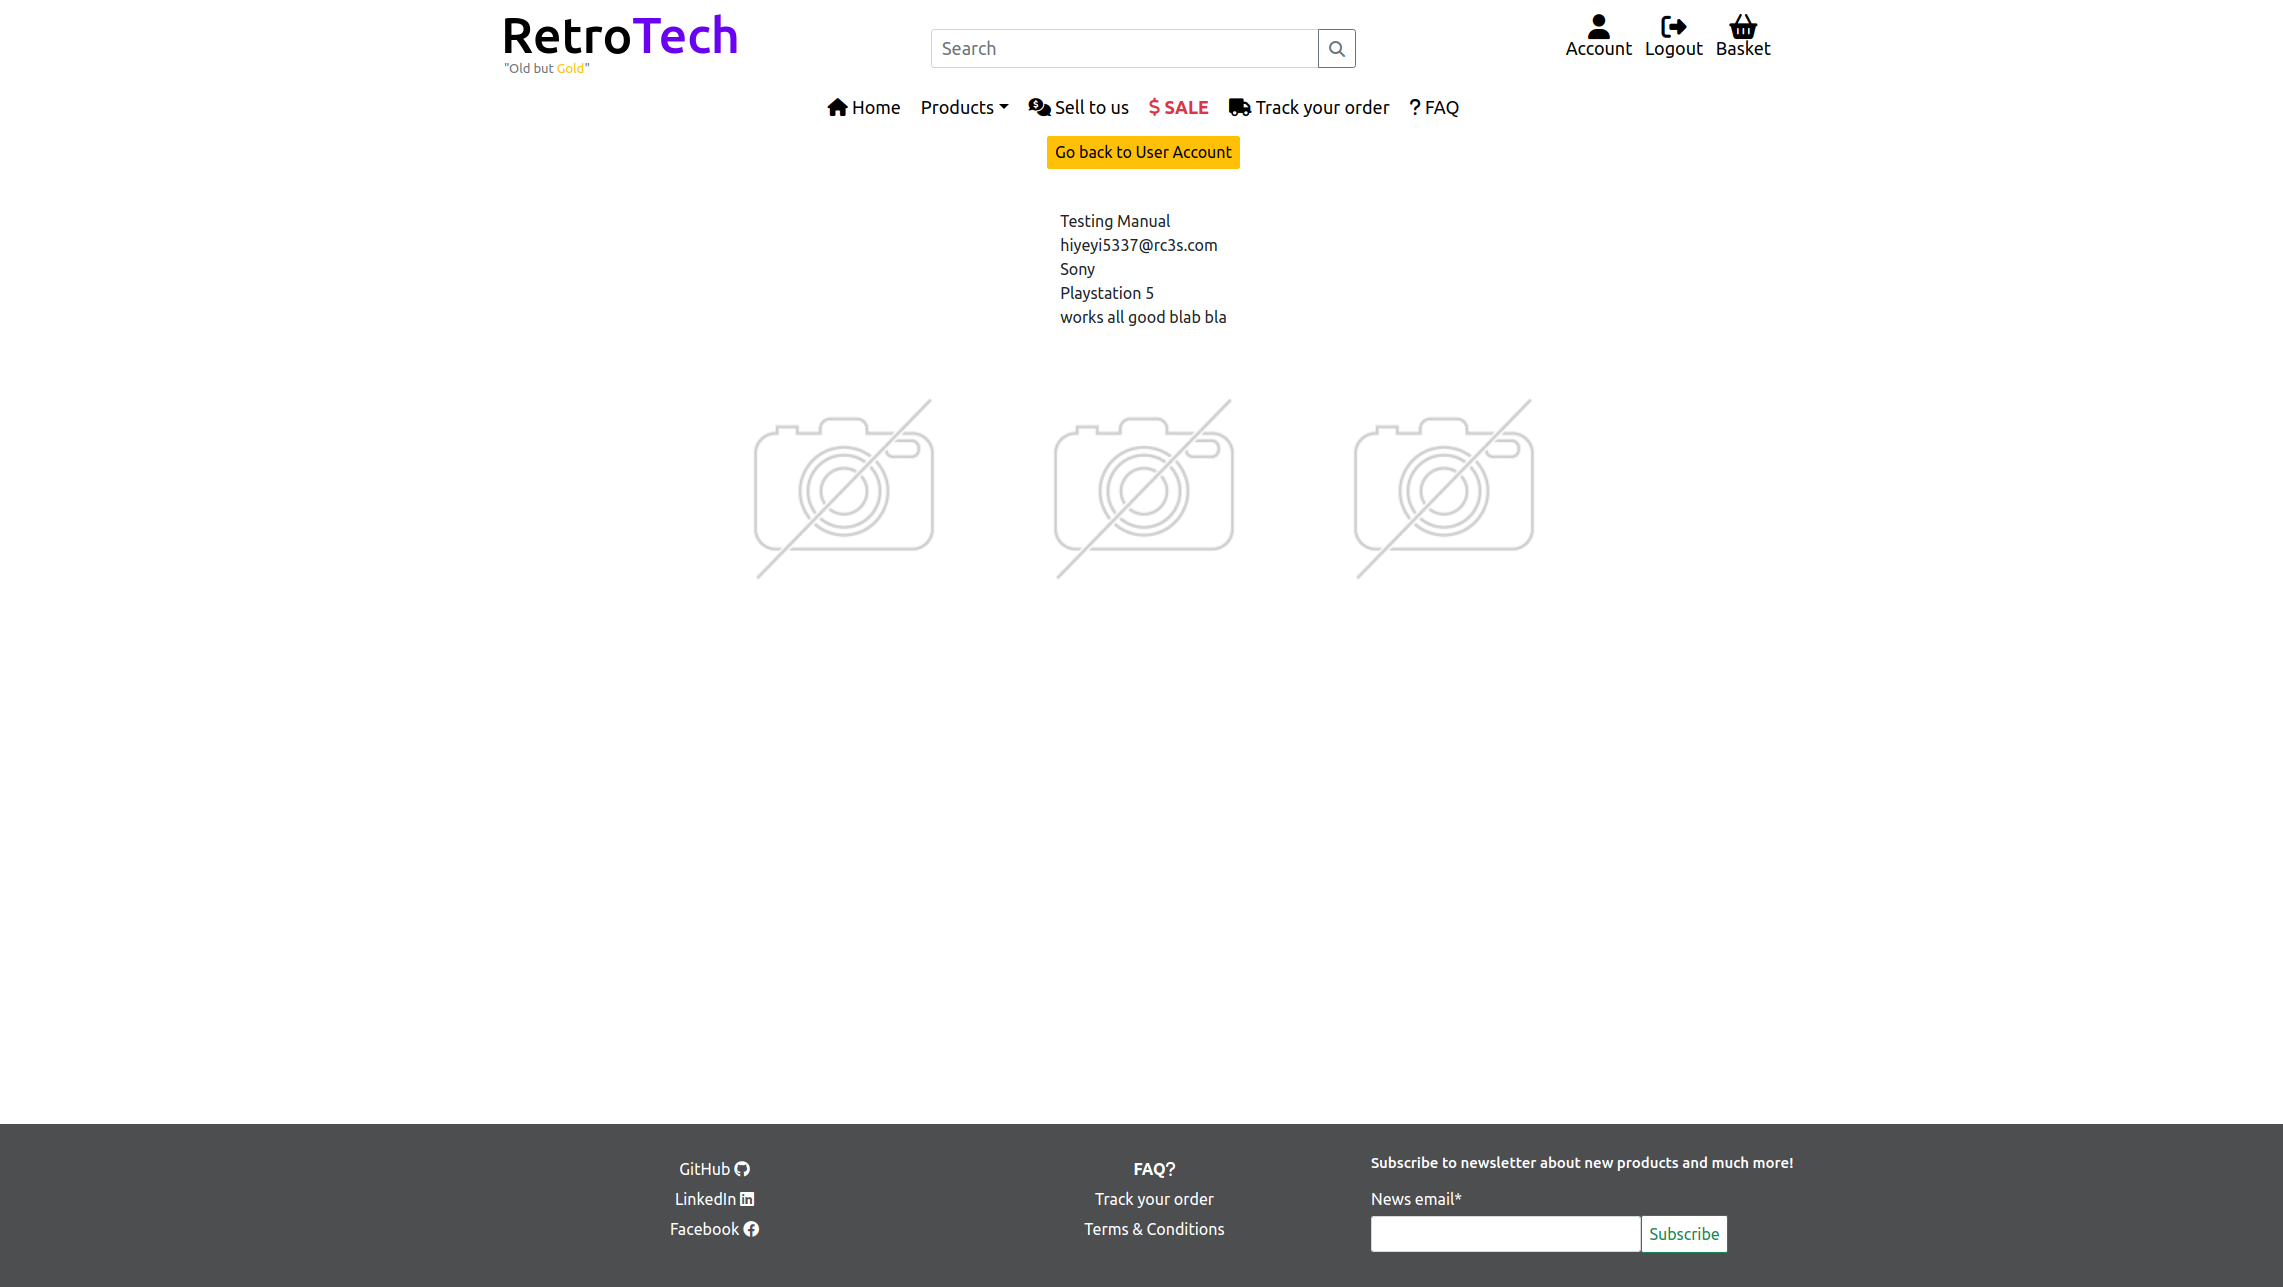 RetroTech
"Old but Gold"
Search
Account Logout Basket
Home Products Sell to us $ SALE Track your order ? FAQ
Go back to User Account
Testing Manual
hiyeyi5337@rc3s.com
Sony
Playstation 5
works all good blab bla
GitHub
LinkedIn
Facebook
FAQ?
Track your order
Terms & Conditions
Subscribe to newsletter about new products and much more!
News email*
Subscribe